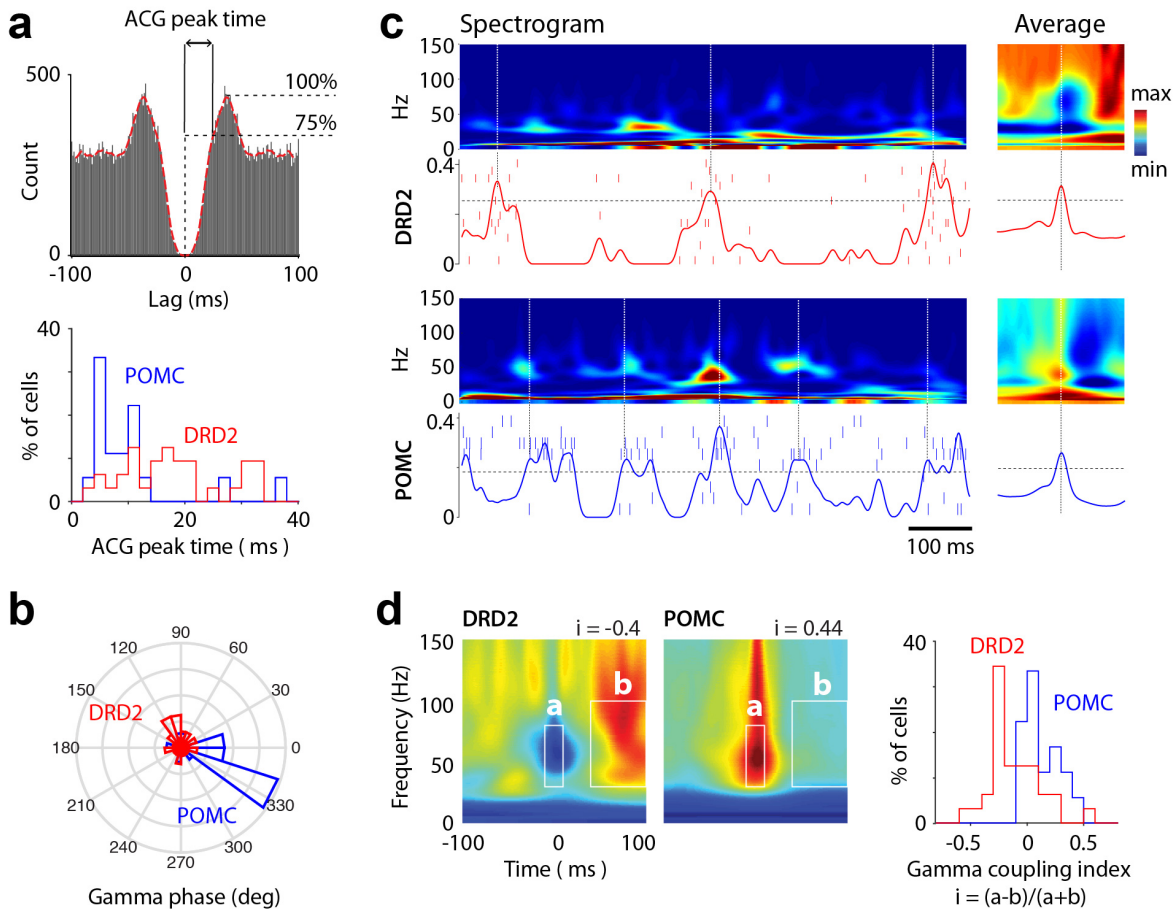 a
ACG peak time
500
100%
75%
Count
0
-100
0
100
Lag (ms)
40
POMC
DRD2
% of cells
0
0
20
40
ACG peak time ( ms )
b
90
120
60
150
30
DRD2
180
0
POMC
210
330
240
300
270
Gamma phase (deg)
c
Spectrogram
Average
150
100
Hz
50
0
max
min
0.4
DRD2
0
150
100
Hz
50
0
0.4
POMC
0
100 ms
d
DRD2
i = -0.4
POMC
i = 0.44
150
100
50
0
Frequency (Hz)
a
b
a
b
-100
0
100
Time ( ms )
40
DRD2
POMC
% of cells
0
-0.5
0
0.5
Gamma coupling index
i = (a-b)/(a+b)